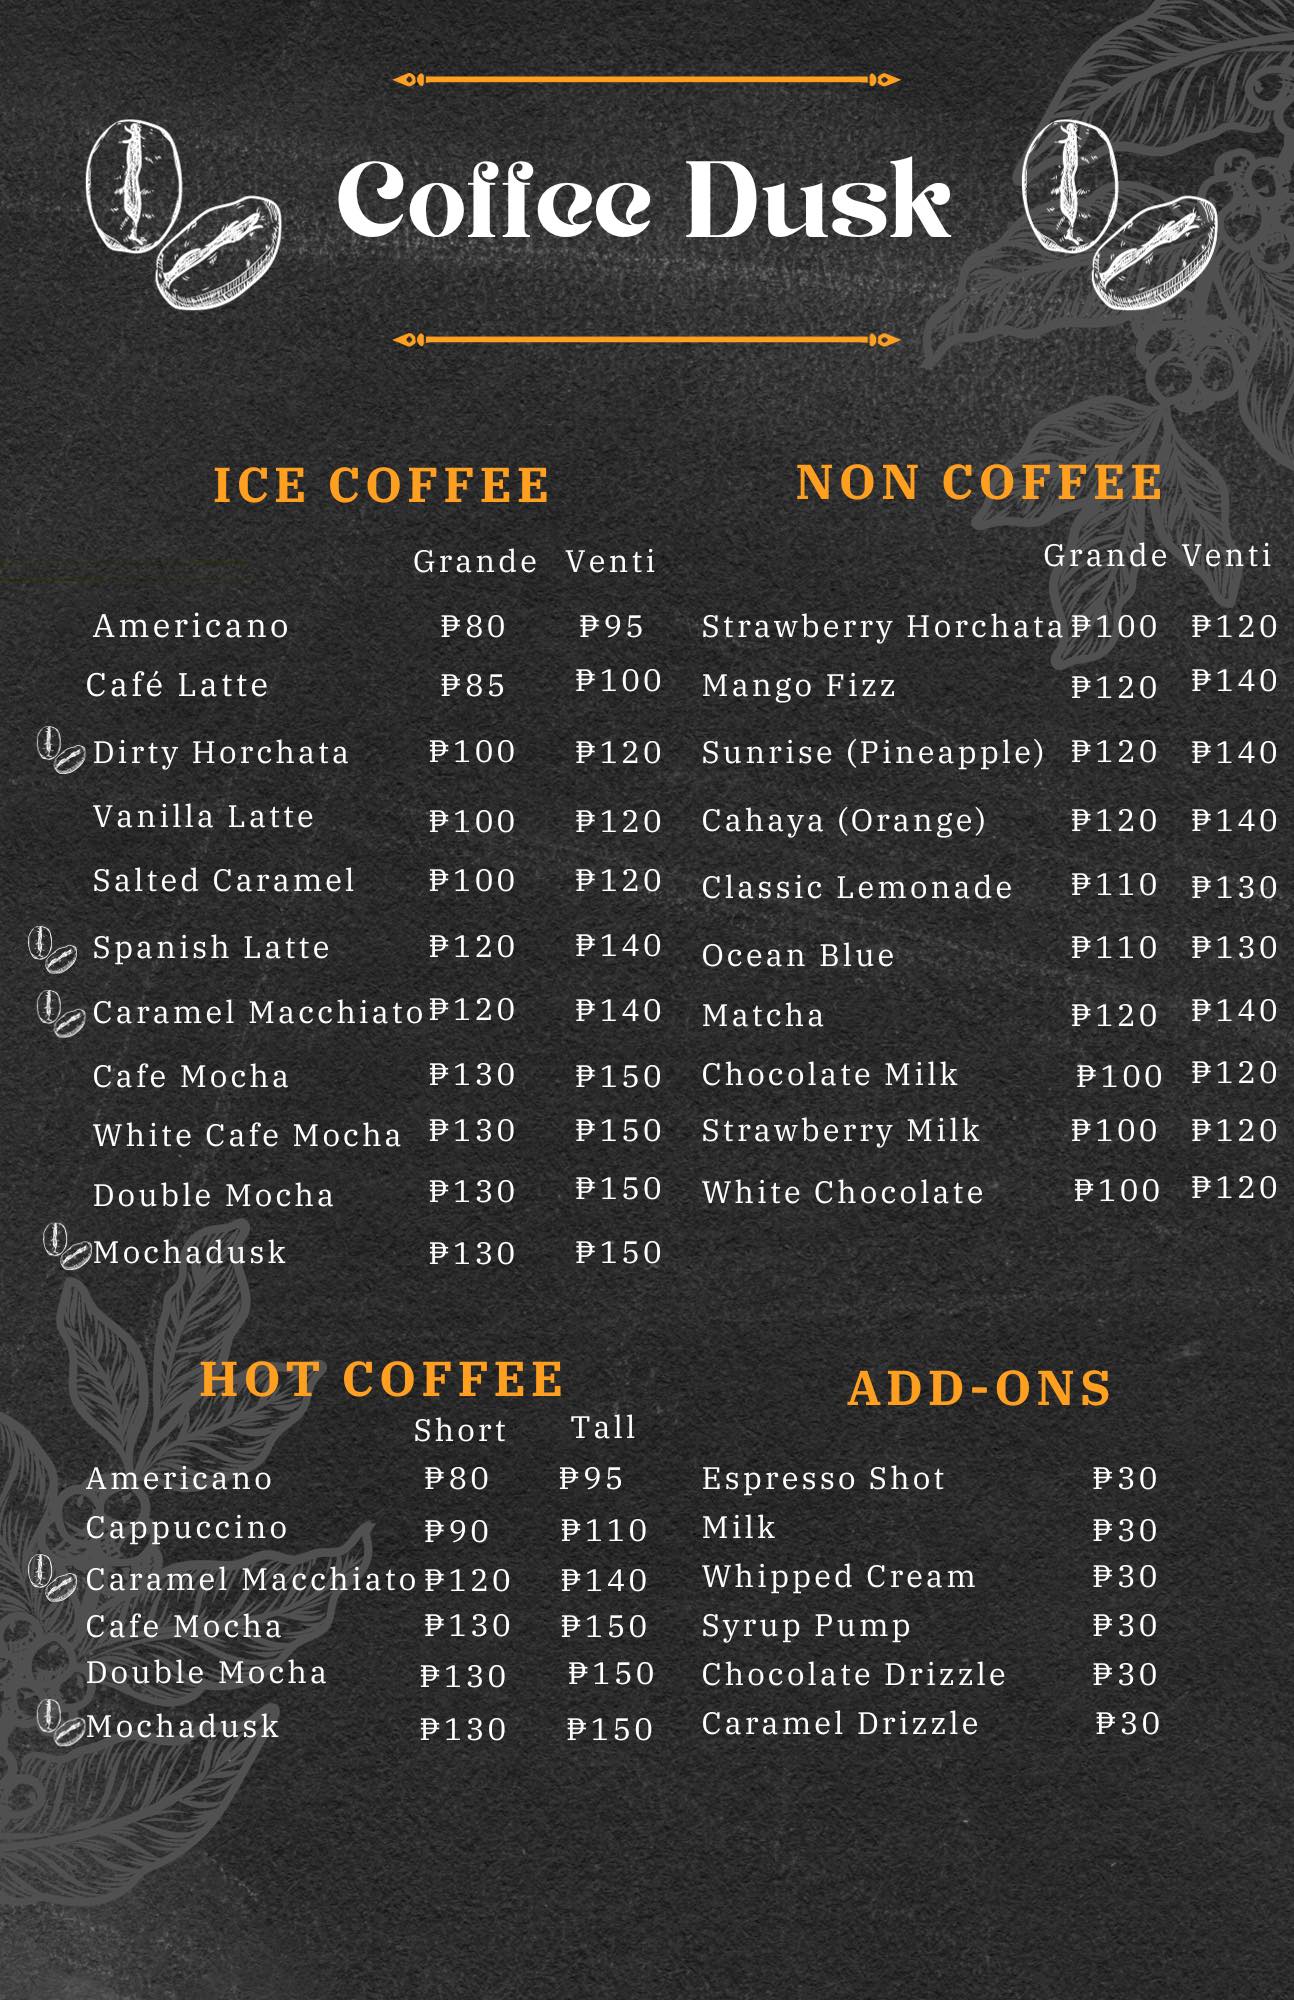 Coffee Dusk
ICE COFFEE
Grande Venti
Americano ₱80 ₱95
Café Latte ₱85 ₱100
Dirty Horchata ₱100 ₱120
Vanilla Latte ₱100 ₱120
Salted Caramel ₱100 ₱120
Spanish Latte ₱120 ₱140
Caramel Macchiato ₱120 ₱140
Cafe Mocha ₱130 ₱150
White Cafe Mocha ₱130 ₱150
Double Mocha ₱130 ₱150
Mochadusk ₱130 ₱150
NON COFFEE
Grande Venti
Strawberry Horchata ₱100 ₱120
Mango Fizz ₱120 ₱140
Sunrise (Pineapple) ₱120 ₱140
Cahaya (Orange) ₱120 ₱140
Classic Lemonade ₱110 ₱130
Ocean Blue ₱110 ₱130
Matcha ₱120 ₱140
Chocolate Milk ₱100 ₱120
Strawberry Milk ₱100 ₱120
White Chocolate ₱100 ₱120
HOT COFFEE
Short Tall
Americano ₱80 ₱95
Cappuccino ₱90 ₱110
Caramel Macchiato ₱120 ₱140
Cafe Mocha ₱130 ₱150
Double Mocha ₱130 ₱150
Mochadusk ₱130 ₱150
ADD-ONS
Espresso Shot ₱30
Milk ₱30
Whipped Cream ₱30
Syrup Pump ₱30
Chocolate Drizzle ₱30
Caramel Drizzle ₱30